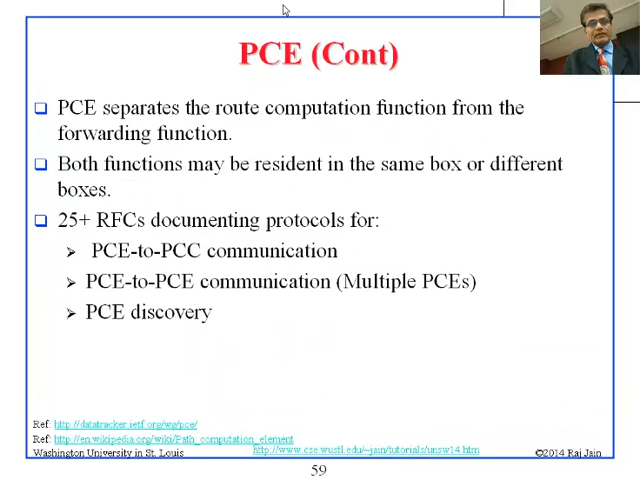 PCE (Cont)
PCE separates the route computation function from the
forwarding function.
Both functions may be resident in the same box or different
boxes.
25+ RFCs documenting protocols for:
PCE-to-PCC communication
PCE-to-PCE communication (Multiple PCEs)
PCE discovery
Ref: http://datatracker.ietf.org/wg/pce/
Ref: http://en.wikipedia.org/wiki/Path_computation_element
Washington University in St. Louis
http://www.cse.wustl.edu/~jain/tutorials/unsw14.htm
©2014 Raj Jain
59